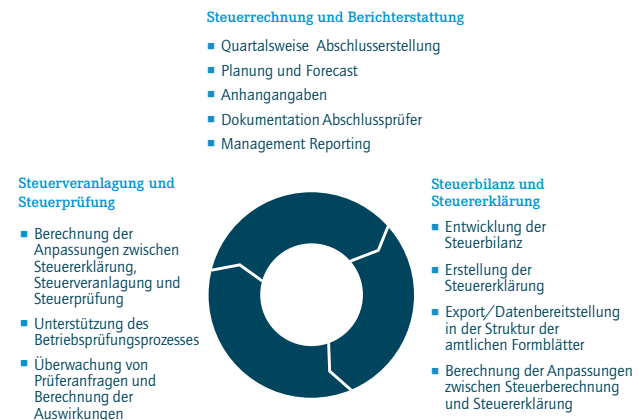 Steuerrechnung und Berichterstattung
Quartalsweise Abschlusserstellung
Planung und Forecast
Anhangangaben
Dokumentation Abschlussprüfer
Management Reporting
Steuerveranlagung und
Steuerprüfung
Berechnung der
Anpassungen zwischen
Steuererklärung,
Steuerveranlagung und
Steuerprüfung
Unterstützung des
Betriebsprüfungsprozesses
Überwachung von
Prüferanfragen und
Berechnung der
Auswirkungen
Steuerbilanz und
Steuererklärung
Entwicklung der
Steuerbilanz
Erstellung der
Steuererklärung
Export/Datenbereitstellung
in der Struktur der
amtlichen Formblätter
Berechnung der Anpassungen
zwischen Steuerberechnung
und Steuererklärung